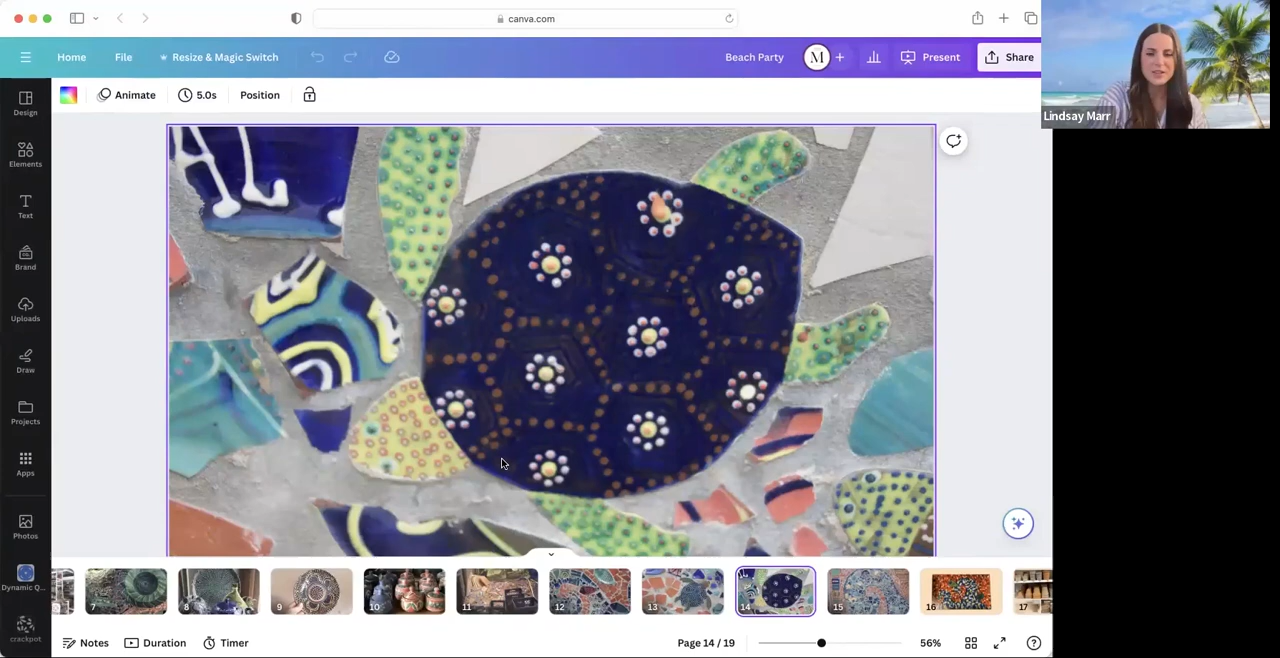 canva.com
Home File Resize & Magic Switch Beach Party M + Present Share
Lindsay Marr
Animate 5.0s Position
Design
Elements
Text
Brand
Uploads
Draw
Projects
Apps
Photos
Dynamic Q...
crackpot
7 8 9 10 11 12 13 14 15 16 17
Notes Duration Timer Page 14 / 19 56%